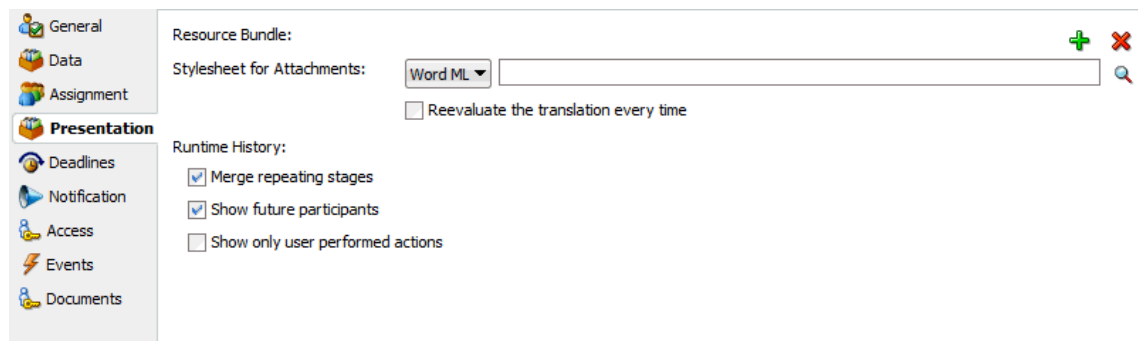 General
Data
Assignment
Presentation
Deadlines
Notification
Access
Events
Documents
Resource Bundle:
Stylesheet for Attachments: Word ML
Reevaluate the translation every time
Runtime History:
Merge repeating stages
Show future participants
Show only user performed actions